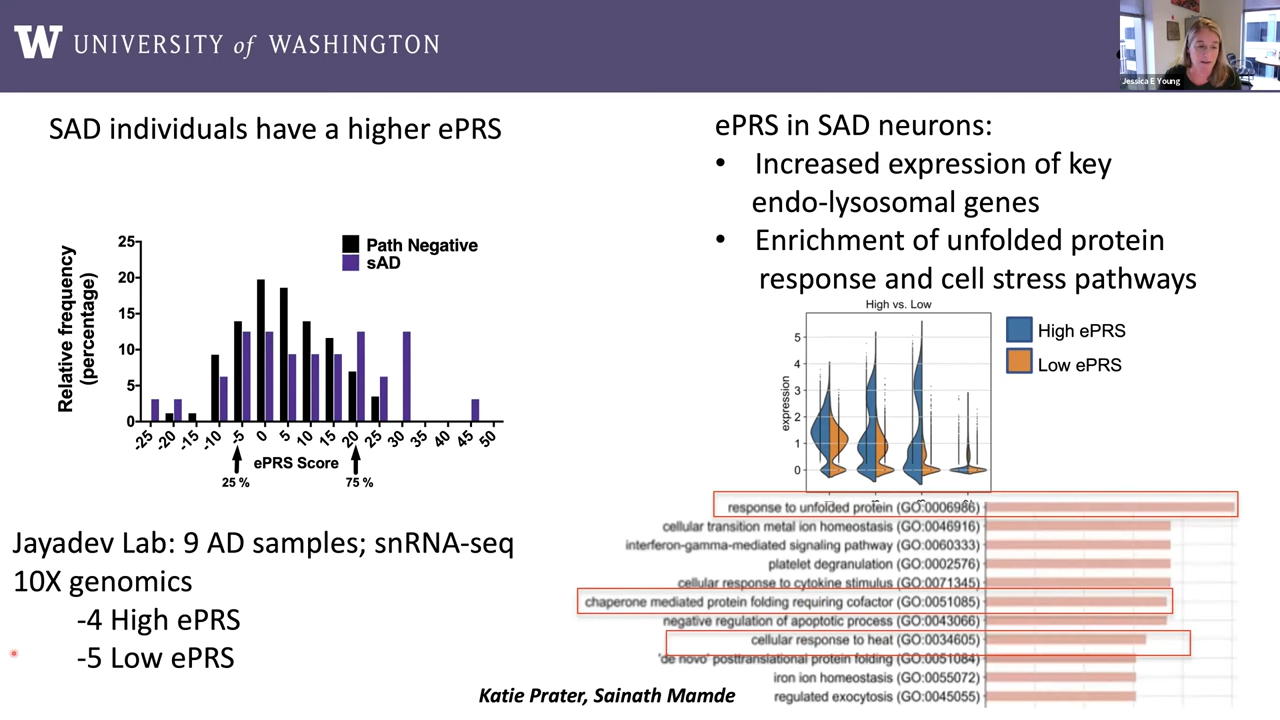 W UNIVERSITY of WASHINGTON
Jessica E Young
SAD individuals have a higher ePRS
Relative frequency
(percentage)
25
20
15
10
5
0
Path Negative
sAD
-25 -20 -15 -10 -5 0 5 10 15 20 25 30 35 40 45 50
ePRS Score
25 %
75 %
Jayadev Lab: 9 AD samples; snRNA-seq
10X genomics
-4 High ePRS
-5 Low ePRS
ePRS in SAD neurons:
• Increased expression of key
endo-lysosomal genes
• Enrichment of unfolded protein
response and cell stress pathways
High vs. Low
expression
5
4
3
2
1
0
High ePRS
Low ePRS
response to unfolded protein (GO:0006986)
cellular transition metal ion homeostasis (GO:0046916)
interferon-gamma-mediated signaling pathway (GO:0060333)
platelet degranulation (GO:0002576)
cellular response to cytokine stimulus (GO:0071345)
chaperone mediated protein folding requiring cofactor (GO:0051085)
negative regulation of apoptotic process (GO:0043066)
cellular response to heat (GO:0034605)
'de novo' posttranslational protein folding (GO:0051084)
iron ion homeostasis (GO:0055072)
regulated exocytosis (GO:0045055)
Katie Prater, Sainath Mamde